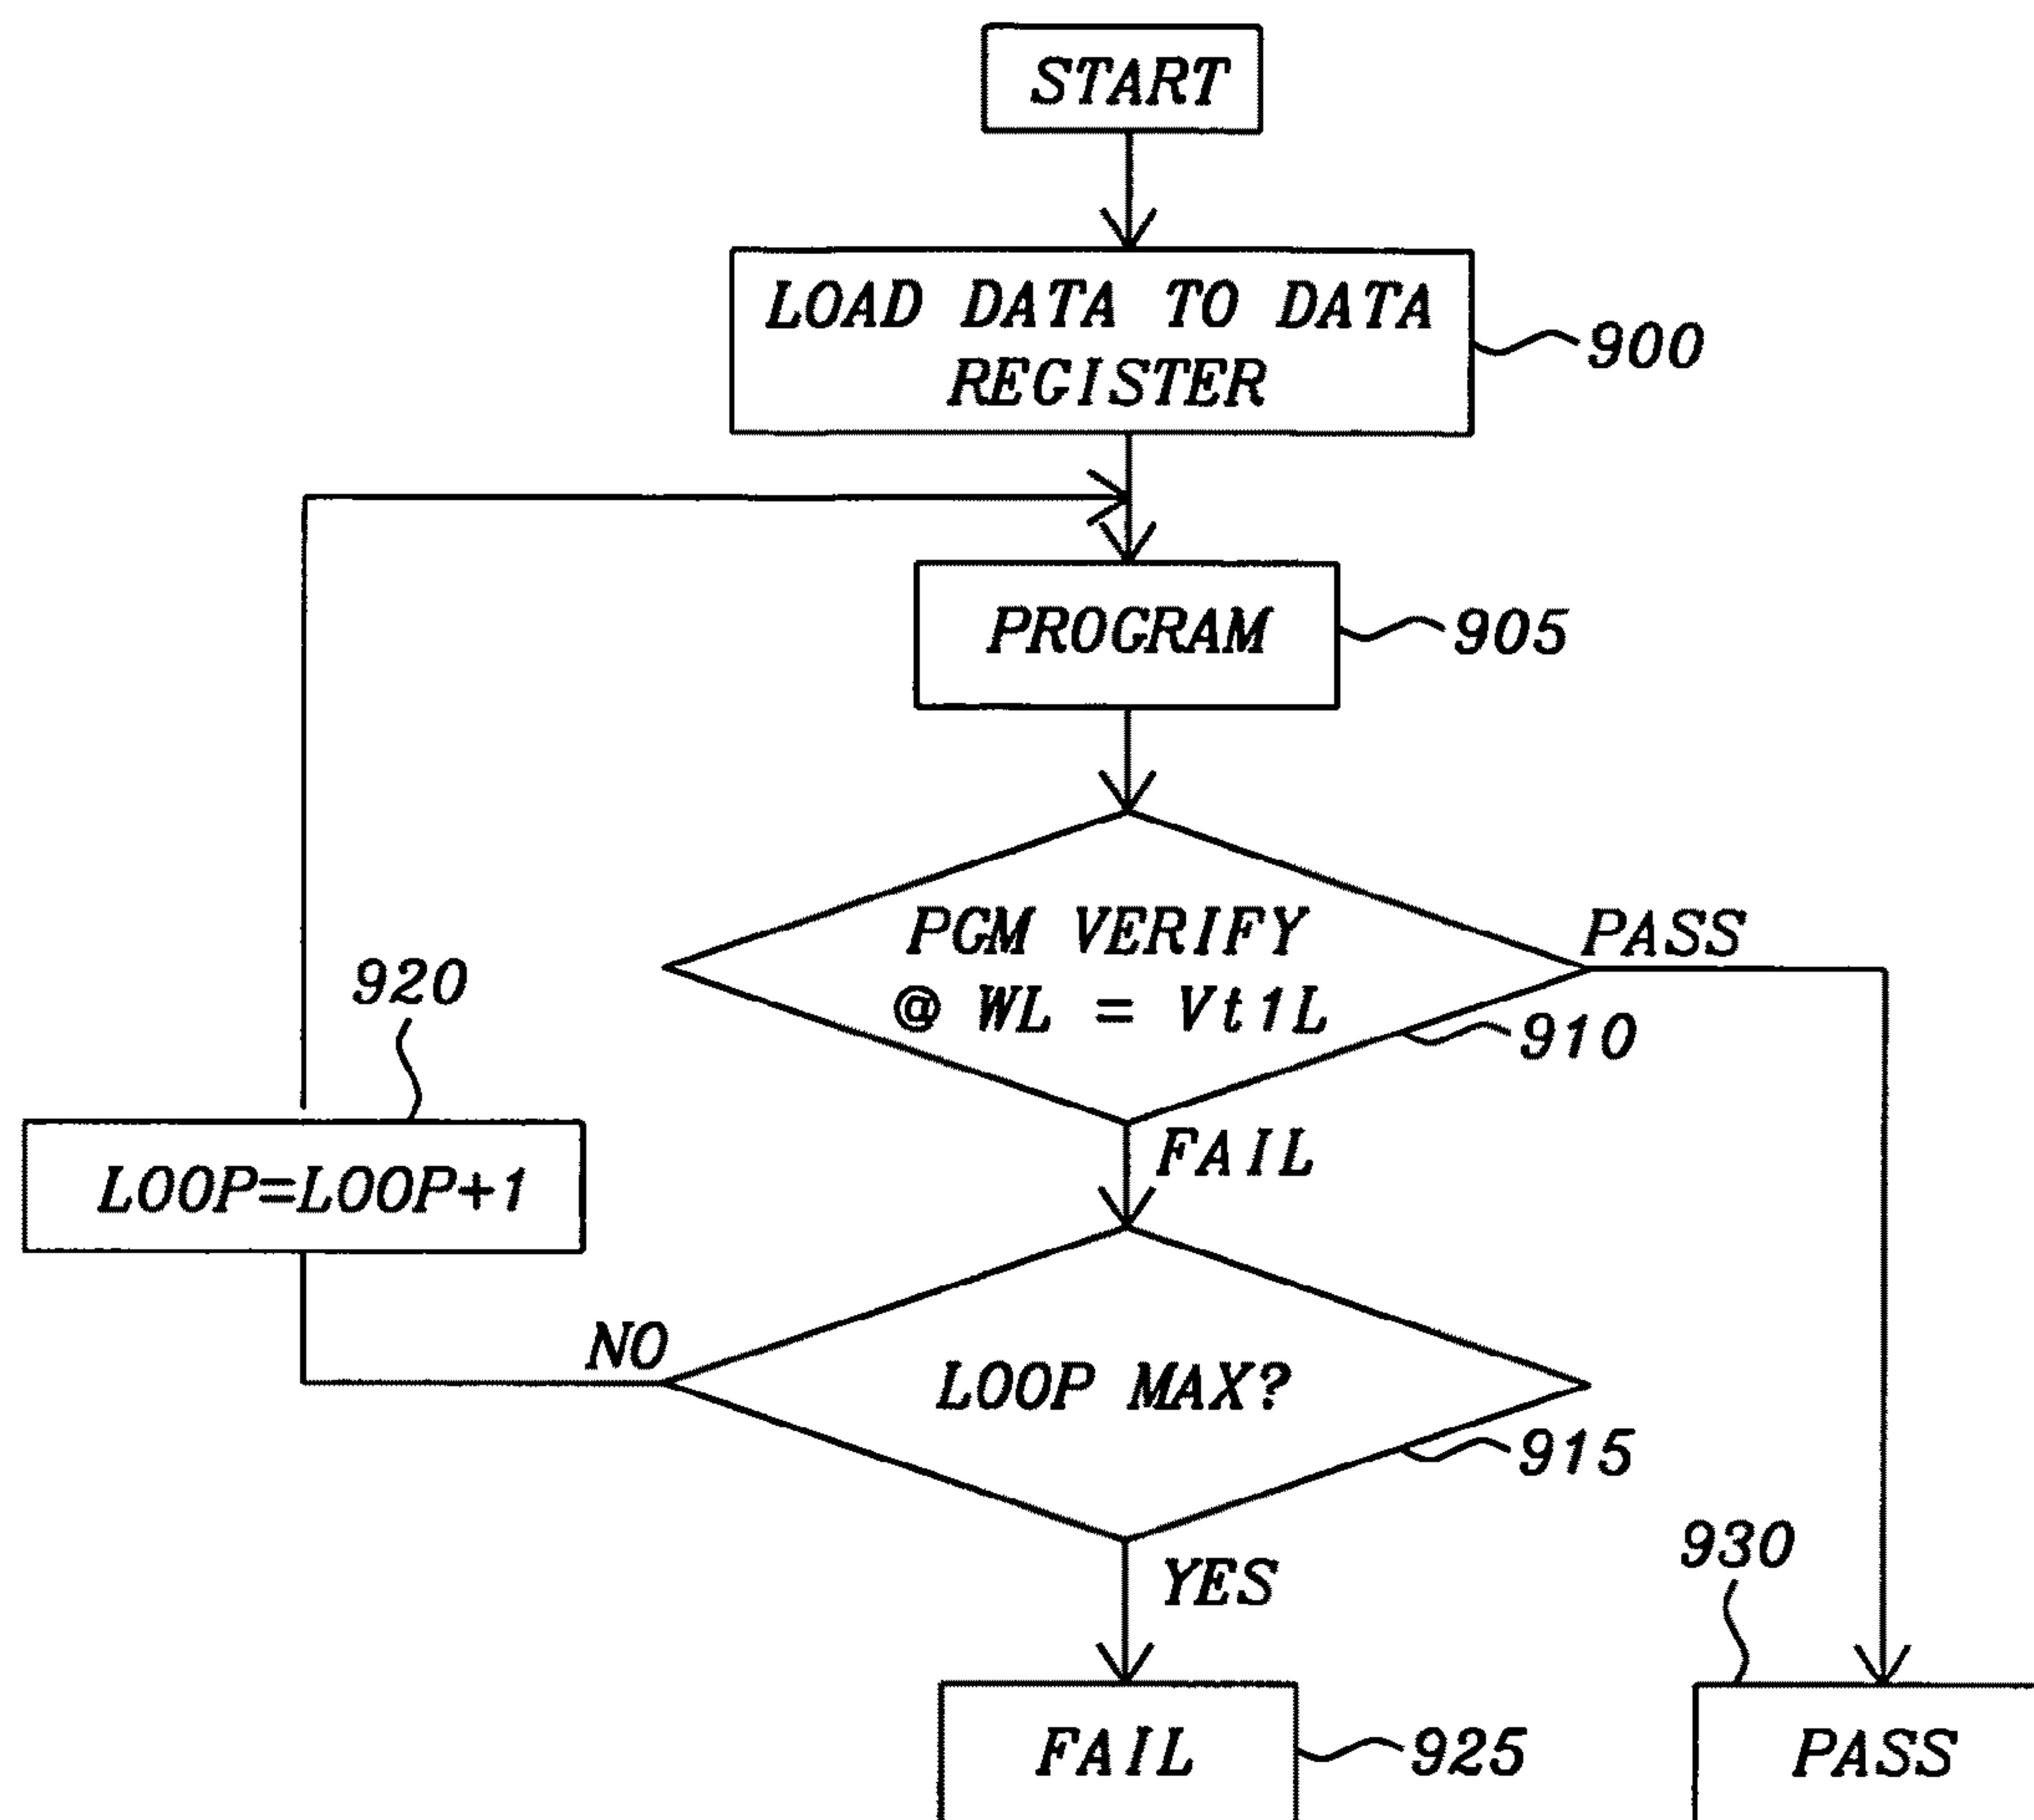 START
LOAD DATA TO DATA
REGISTER
900
PROGRAM
905
PGM VERIFY
@ WL = Vt1L
910
PASS
FAIL
920
LOOP=LOOP+1
NO
LOOP MAX?
915
YES
930
FAIL
925
PASS